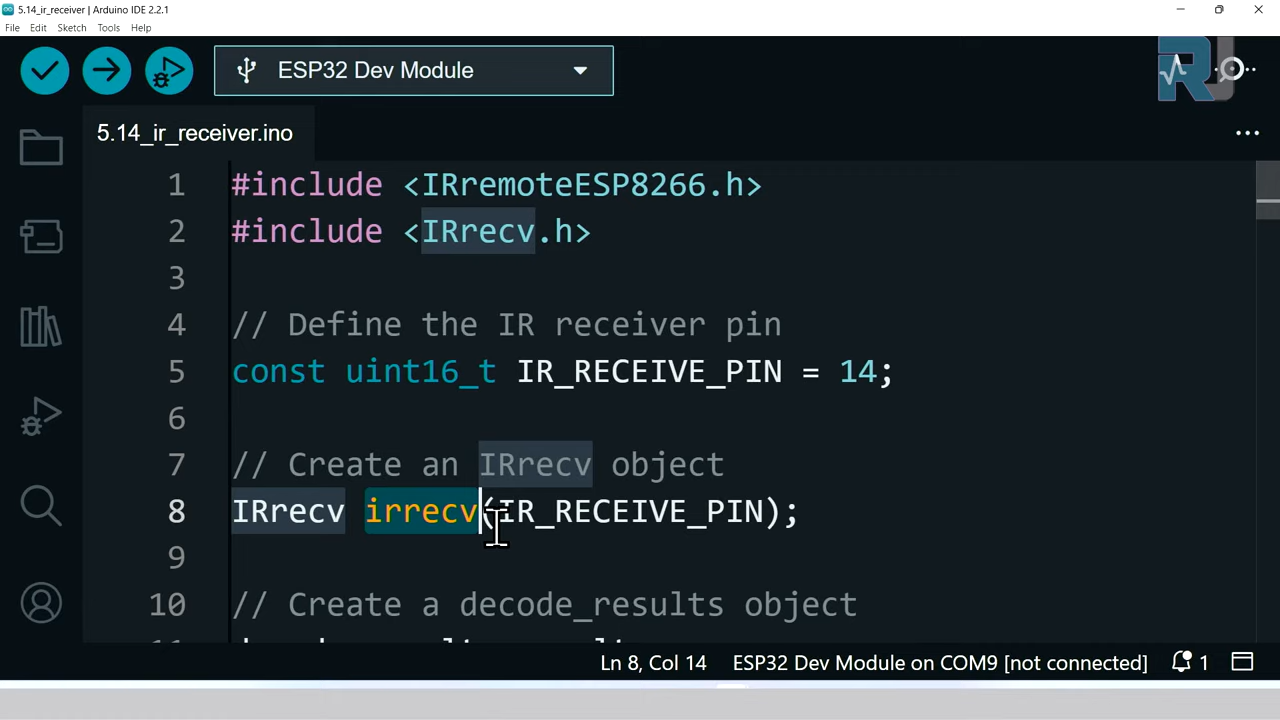 5.14_ir_receiver | Arduino IDE 2.2.1
File Edit Sketch Tools Help
ESP32 Dev Module
RJ
5.14_ir_receiver.ino
1 #include <IRremoteESP8266.h>
2 #include <IRrecv.h>
3
4 // Define the IR receiver pin
5 const uint16_t IR_RECEIVE_PIN = 14;
6
7 // Create an IRrecv object
8 IRrecv irrecv(IR_RECEIVE_PIN);
9
10 // Create a decode_results object
Ln 8, Col 14 ESP32 Dev Module on COM9 [not connected] 1